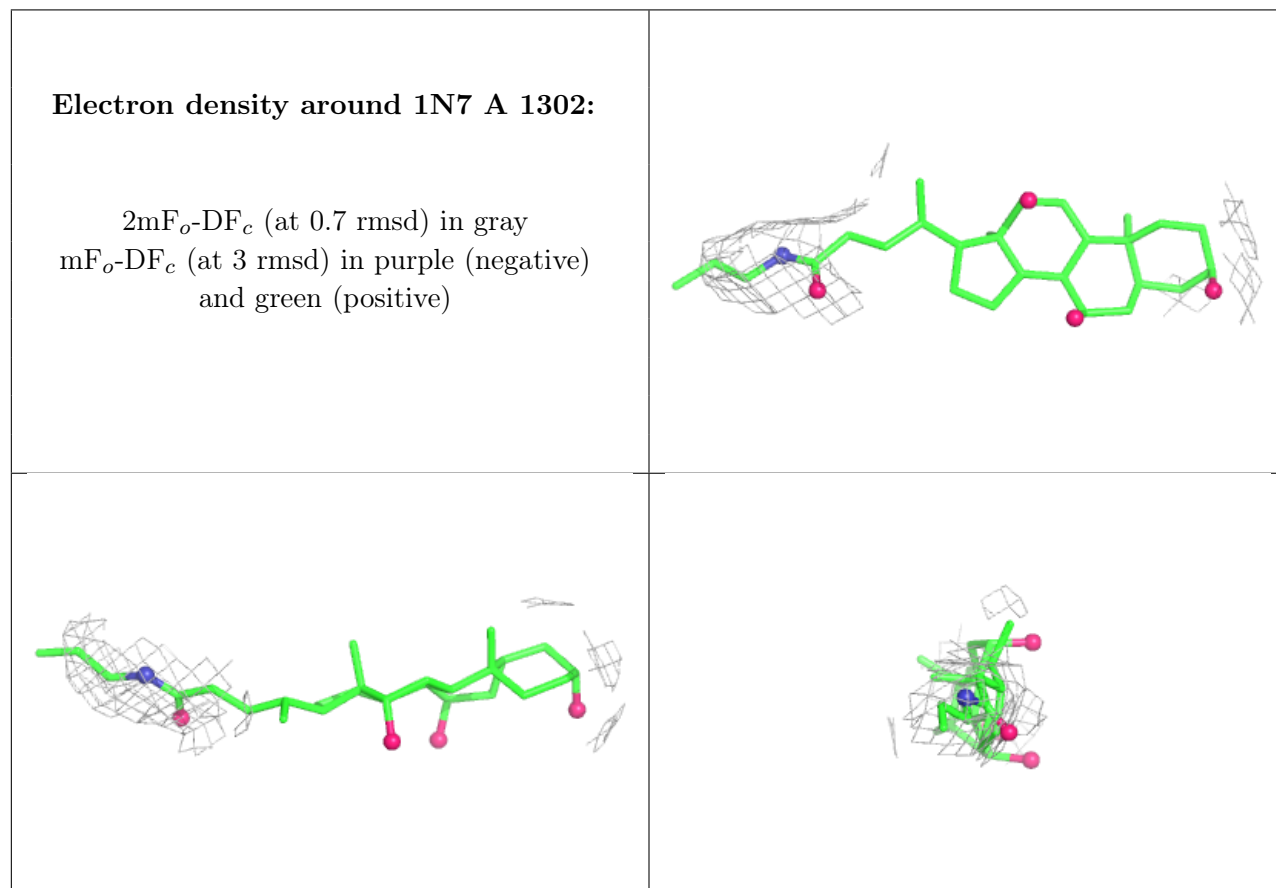 Electron density around 1N7 A 1302:
2mFo-DFc (at 0.7 rmsd) in gray
mFo-DFc (at 3 rmsd) in purple (negative)
and green (positive)